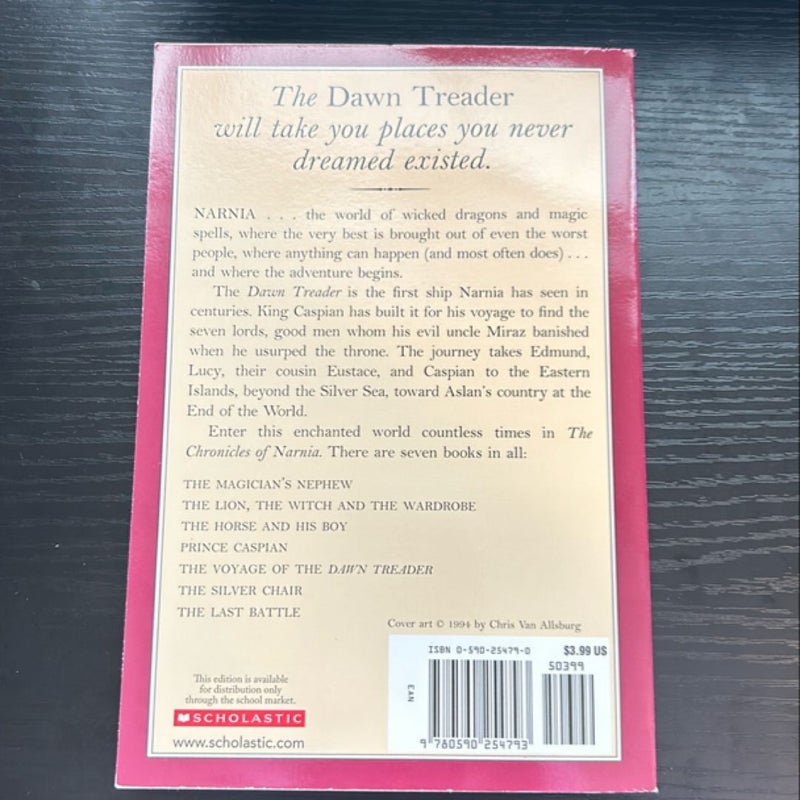 The Dawn Treader
will take you places you never
dreamed existed.
NARNIA . . . the world of wicked dragons and magic
spells, where the very best is brought out of even the worst
people, where anything can happen (and most often does) . . .
and where the adventure begins.
The Dawn Treader is the first ship Narnia has seen in
centuries. King Caspian has built it for his voyage to find the
seven lords, good men whom his evil uncle Miraz banished
when he usurped the throne. The journey takes Edmund,
Lucy, their cousin Eustace, and Caspian to the Eastern
Islands, beyond the Silver Sea, toward Aslan's country at the
End of the World.
Enter this enchanted world countless times in The
Chronicles of Narnia. There are seven books in all:
THE MAGICIAN'S NEPHEW
THE LION, THE WITCH AND THE WARDROBE
THE HORSE AND HIS BOY
PRINCE CASPIAN
THE VOYAGE OF THE DAWN TREADER
THE SILVER CHAIR
THE LAST BATTLE
Cover art © 1994 by Chris Van Allsburg
ISBN 0-590-25479-0
$3.99 US
50399
EAN
9 780590 254793
This edition is available
for distribution only
through the school market.
SCHOLASTIC
www.scholastic.com